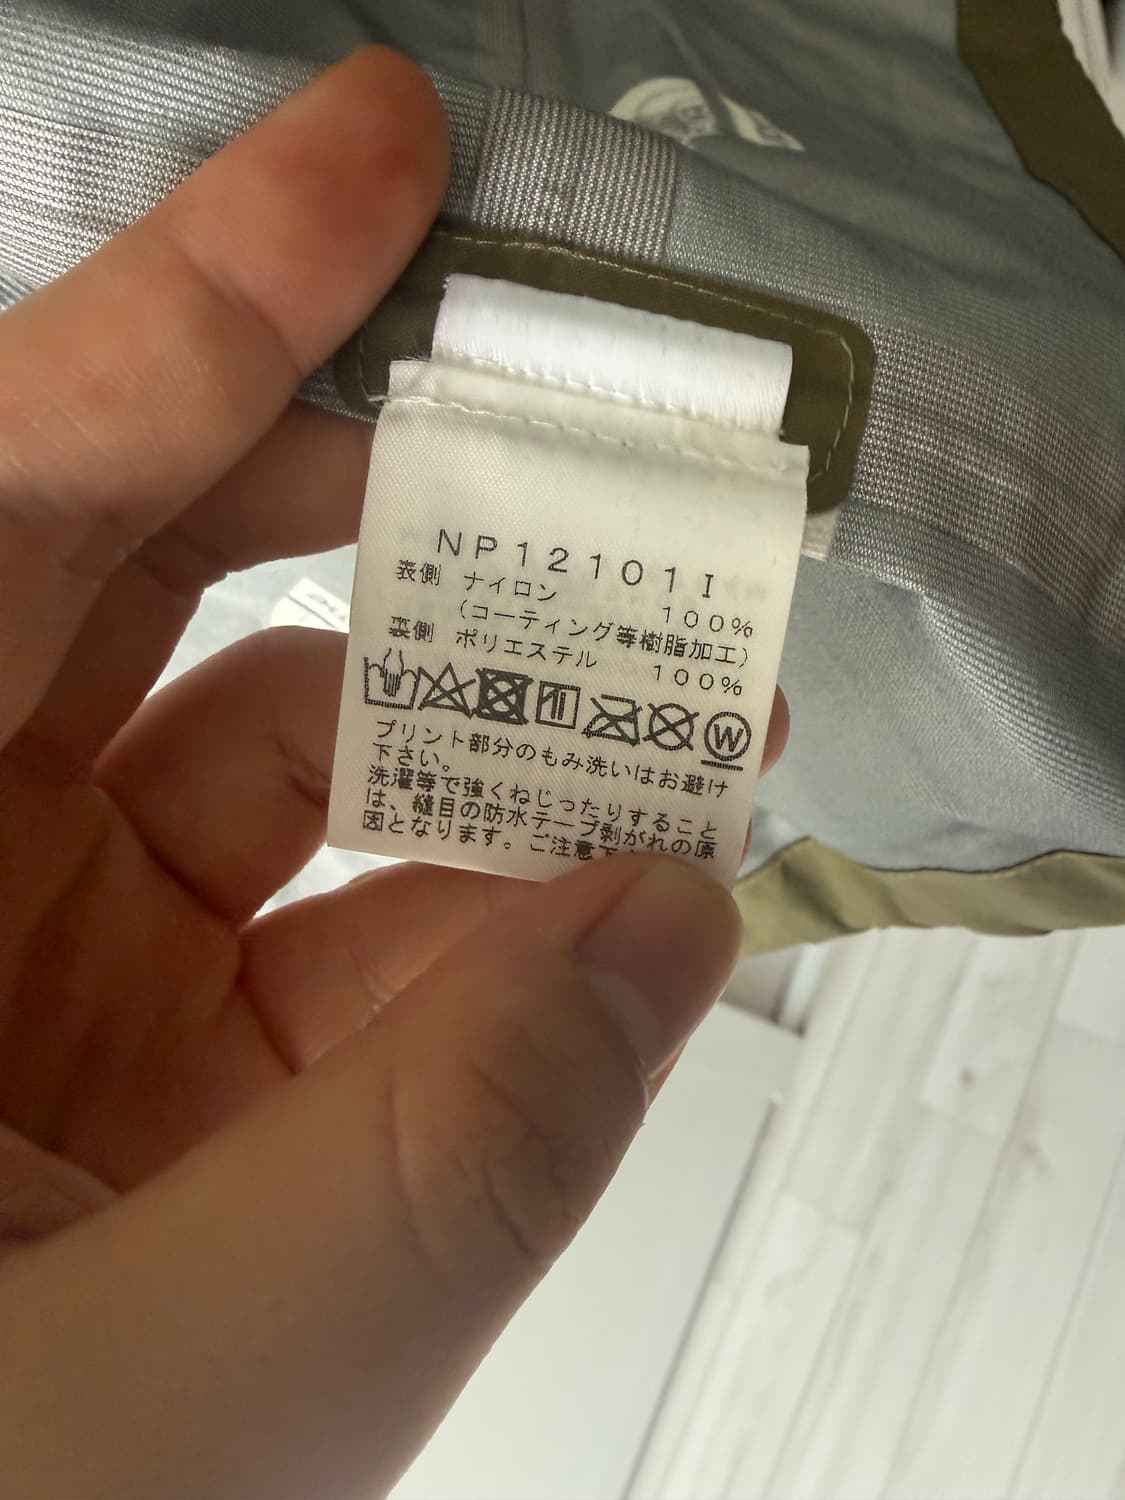 NP12101I
表側 ナイロン 100%
(コーティング等樹脂加工)
裏側 ポリエステル 100%
W
プリント部分のもみ洗いはお避け
下さい。
洗濯等で強くねじったりすること
は、縫目の防水テープ剥がれの原
因となります。ご注意下